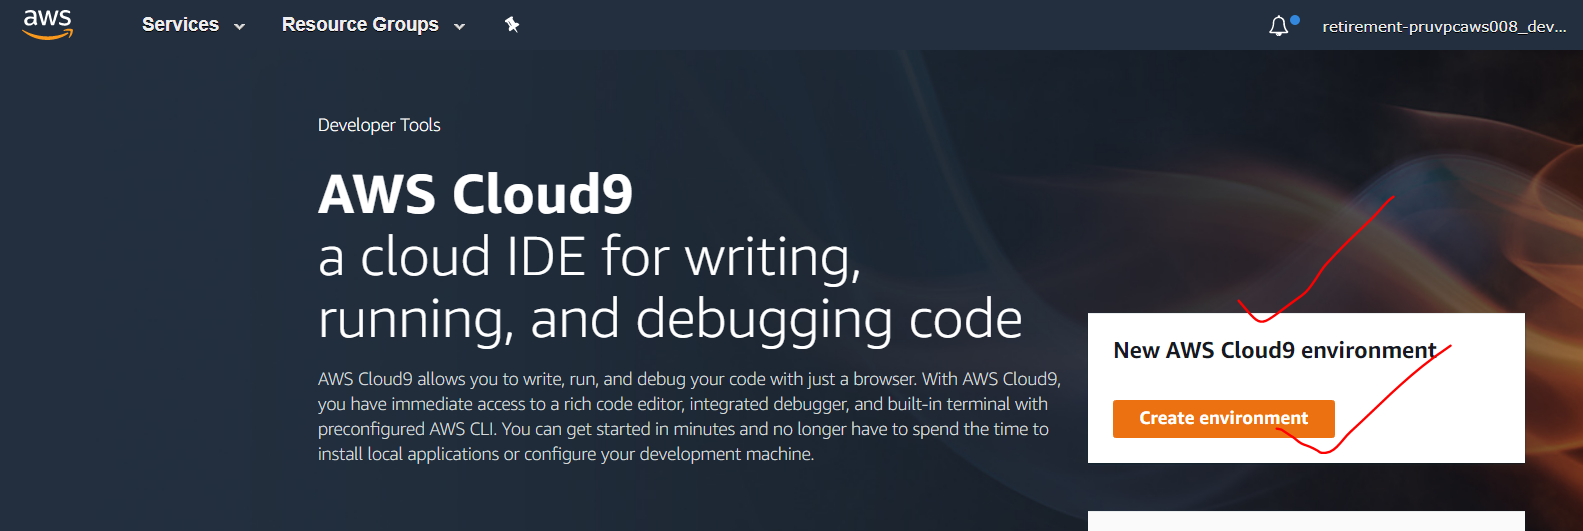 aws
Services
Resource Groups
retirement-pruvpcaws008_dev...
Developer Tools
AWS Cloud9
a cloud IDE for writing,
running, and debugging code
AWS Cloud9 allows you to write, run, and debug your code with just a browser. With AWS Cloud9,
you have immediate access to a rich code editor, integrated debugger, and built-in terminal with
preconfigured AWS CLI. You can get started in minutes and no longer have to spend the time to
install local applications or configure your development machine.
New AWS Cloud9 environment
Create environment